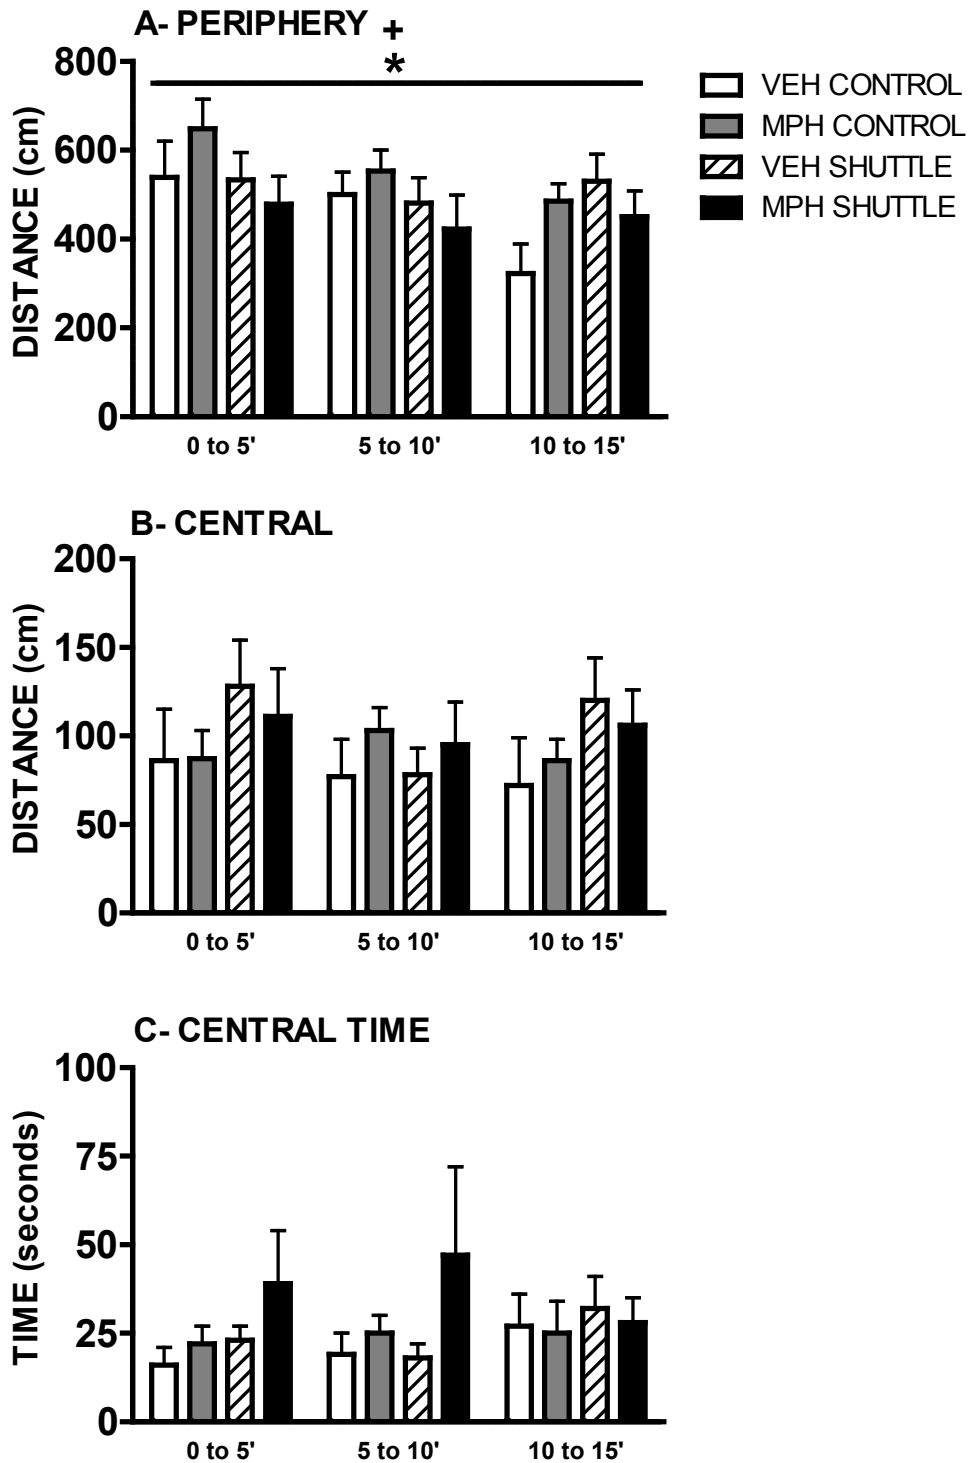 A- PERIPHERY +
*
800
600
400
200
0
DISTANCE (cm)
0 to 5' 5 to 10' 10 to 15'
VEH CONTROL
MPH CONTROL
VEH SHUTTLE
MPH SHUTTLE
B- CENTRAL
200
150
100
50
0
DISTANCE (cm)
0 to 5' 5 to 10' 10 to 15'
C- CENTRAL TIME
100
75
50
25
0
TIME (seconds)
0 to 5' 5 to 10' 10 to 15'